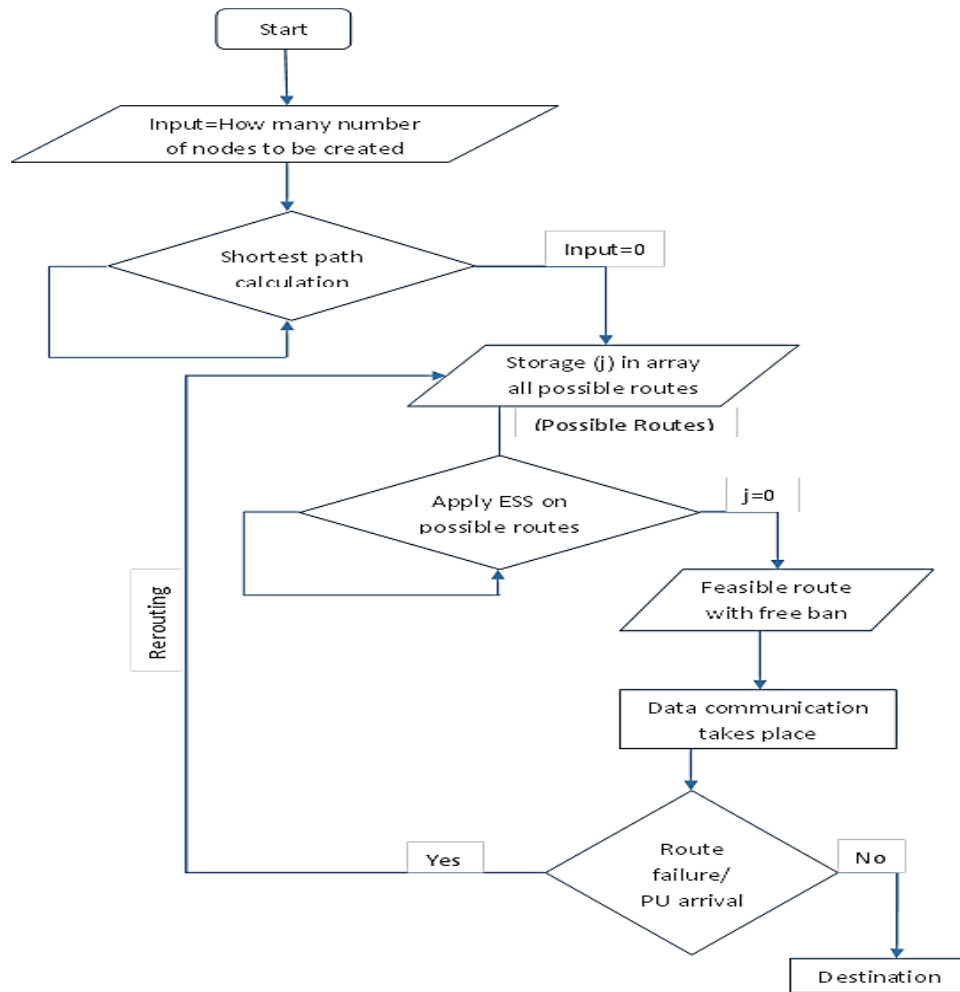 Start
Input=How many number
of nodes to be created
Shortest path
calculation
Input=0
Storage (j) in array
all possible routes
(Possible Routes)
Apply ESS on
possible routes
j=0
Feasible route
with free ban
Rerouting
Data communication
takes place
Route
failure/
PU arrival
Yes
No
Destination